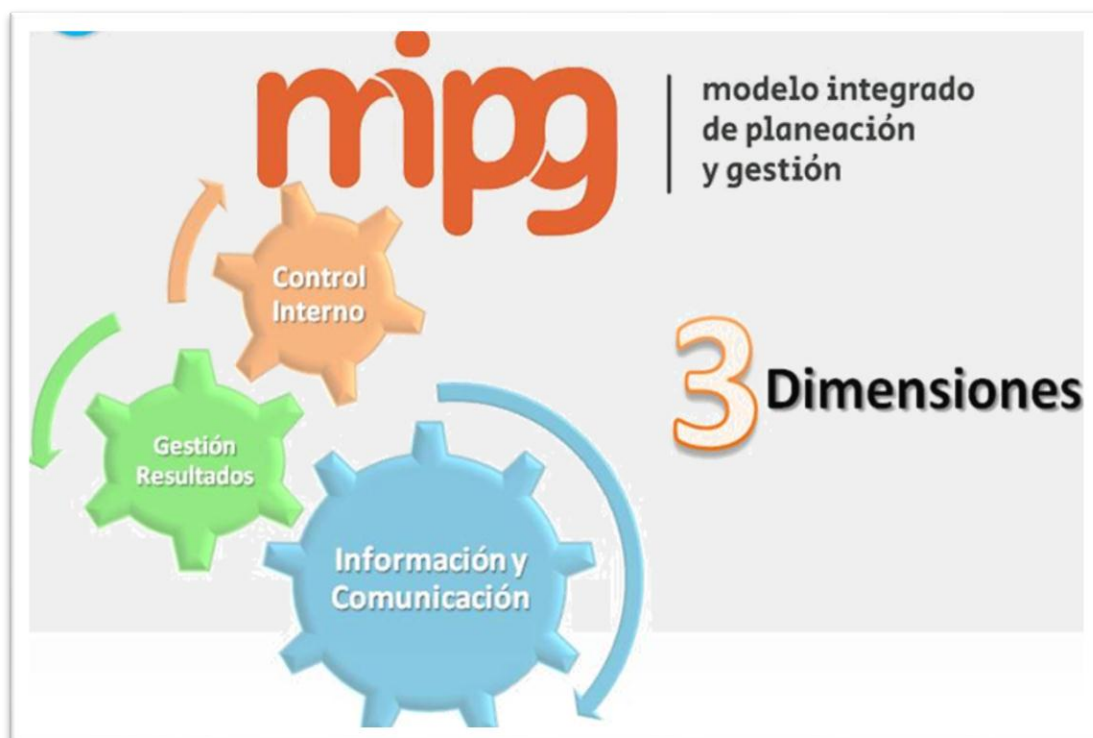 mipg
modelo integrado
de planeación
y gestión
Control
Interno
3 Dimensiones
Gestión
Resultados
Información y
Comunicación